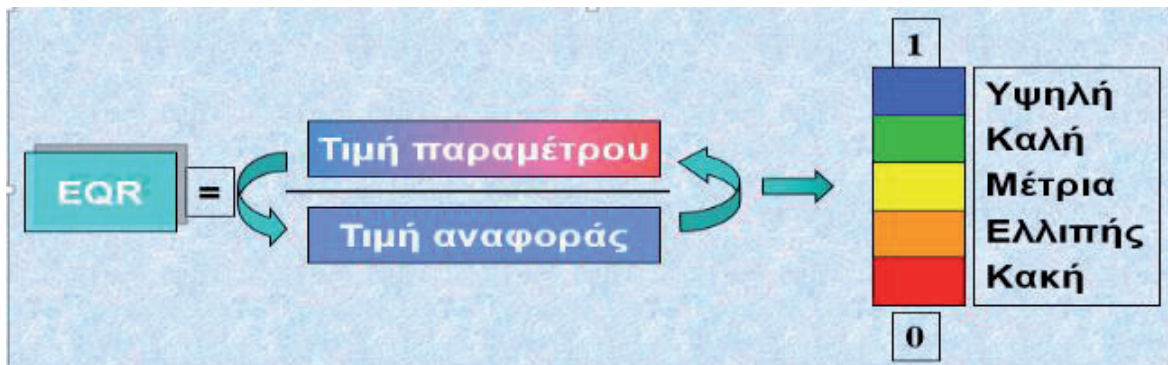 EQR
=
Τιμή παραμέτρου
Τιμή αναφοράς
1
Υψηλή
Καλή
Μέτρια
Ελλιπής
Κακή
0